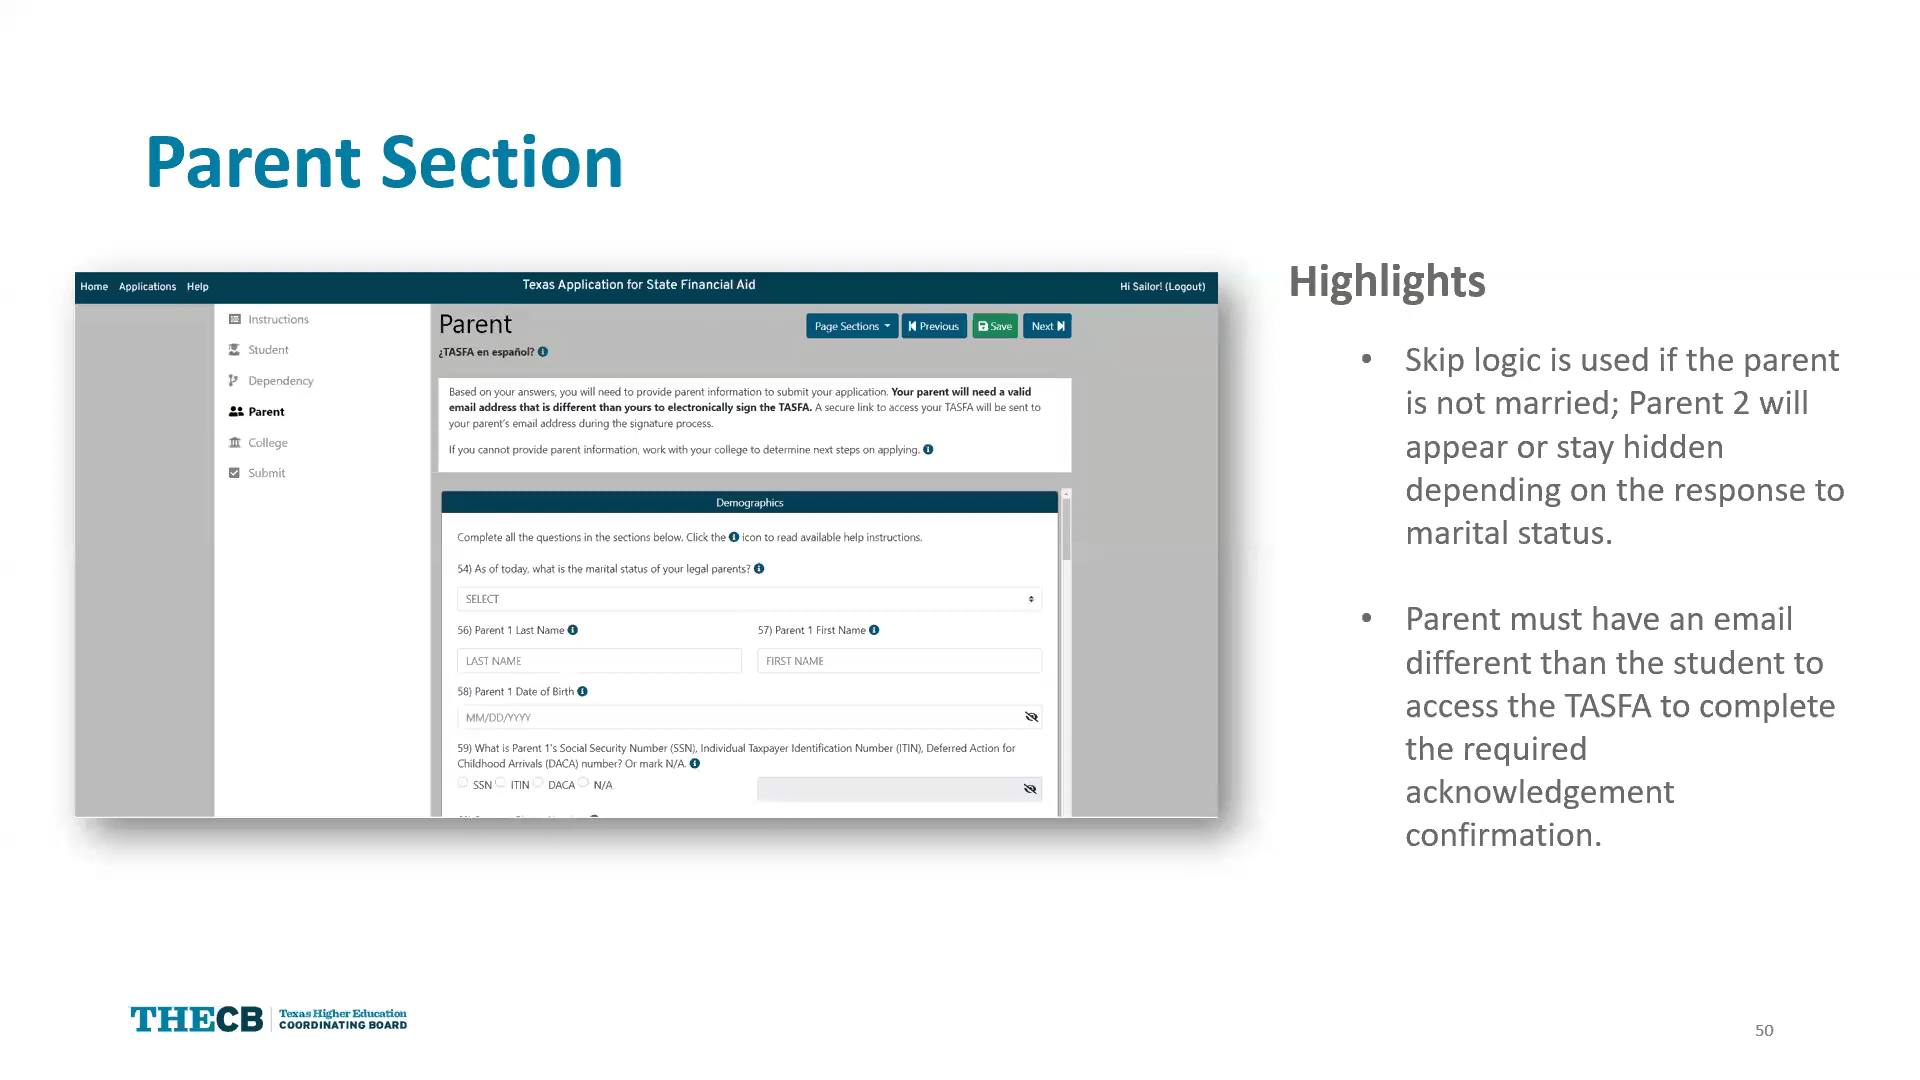 Parent Section
Home Applications Help
Texas Application for State Financial Aid
Hi Sailor! (Logout)
Instructions
Student
Dependency
Parent
College
Submit
Parent
Page Sections
Previous
Save
Next
¿TASFA en español?
Based on your answers, you will need to provide parent information to submit your application. Your parent will need a valid
email address that is different than yours to electronically sign the TASFA. A secure link to access your TASFA will be sent to
your parent's email address during the signature process.
If you cannot provide parent information, work with your college to determine next steps on applying.
Demographics
Complete all the questions in the sections below. Click the icon to read available help instructions.
54) As of today, what is the marital status of your legal parents?
SELECT
56) Parent 1 Last Name
57) Parent 1 First Name
LAST NAME
FIRST NAME
58) Parent 1 Date of Birth
MM/DD/YYYY
59) What is Parent 1's Social Security Number (SSN), Individual Taxpayer Identification Number (ITIN), Deferred Action for
Childhood Arrivals (DACA) number? Or mark N/A.
SSN ITIN DACA N/A
Highlights
• Skip logic is used if the parent
is not married; Parent 2 will
appear or stay hidden
depending on the response to
marital status.
• Parent must have an email
different than the student to
access the TASFA to complete
the required
acknowledgement
confirmation.
THECB
Texas Higher Education
COORDINATING BOARD
50